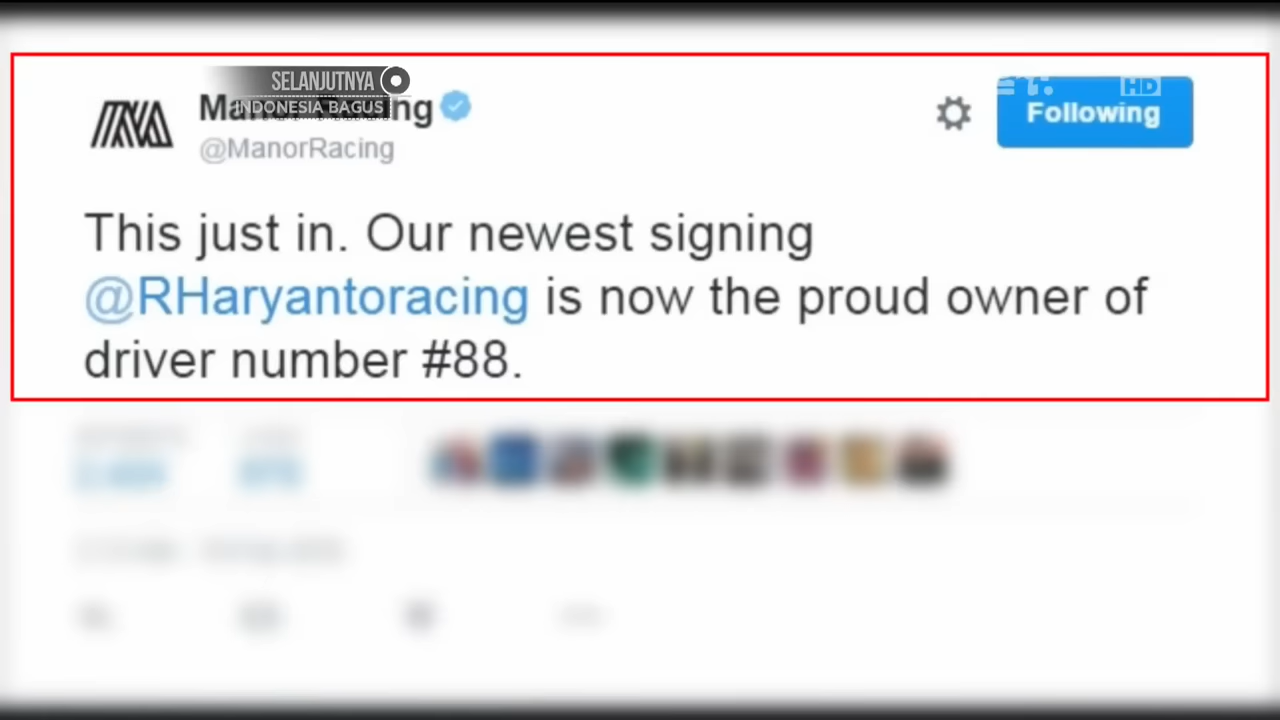 SELANJUTNYA
INDONESIA BAGUS
HD
@ManorRacing
Following
This just in. Our newest signing
@RHaryantoracing is now the proud owner of
driver number #88.